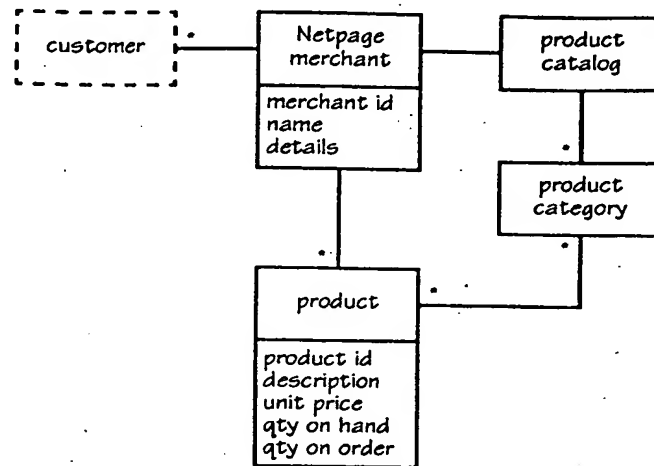 customer
*
Netpage
merchant
merchant id
name
details
product
catalog
*
product
category
*
*
*
product
product id
description
unit price
qty on hand
qty on order